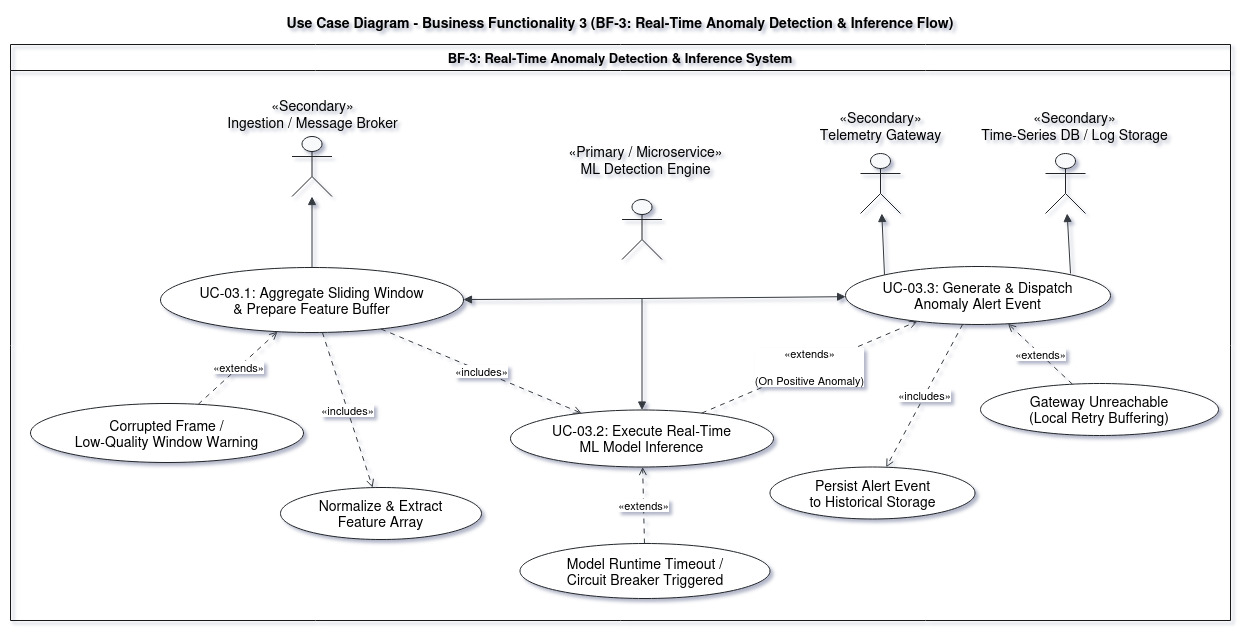 Use Case Diagram - Business Functionality 3 (BF-3: Real-Time Anomaly Detection & Inference Flow)
BF-3: Real-Time Anomaly Detection & Inference System
«Secondary»
Ingestion / Message Broker
«Primary / Microservice»
ML Detection Engine
«Secondary»
Telemetry Gateway
«Secondary»
Time-Series DB / Log Storage
UC-03.1: Aggregate Sliding Window
& Prepare Feature Buffer
UC-03.3: Generate & Dispatch
Anomaly Alert Event
«extends»
«includes»
«includes»
«extends»
(On Positive Anomaly)
«includes»
«extends»
Corrupted Frame /
Low-Quality Window Warning
UC-03.2: Execute Real-Time
ML Model Inference
Gateway Unreachable
(Local Retry Buffering)
Normalize & Extract
Feature Array
«extends»
Persist Alert Event
to Historical Storage
Model Runtime Timeout /
Circuit Breaker Triggered